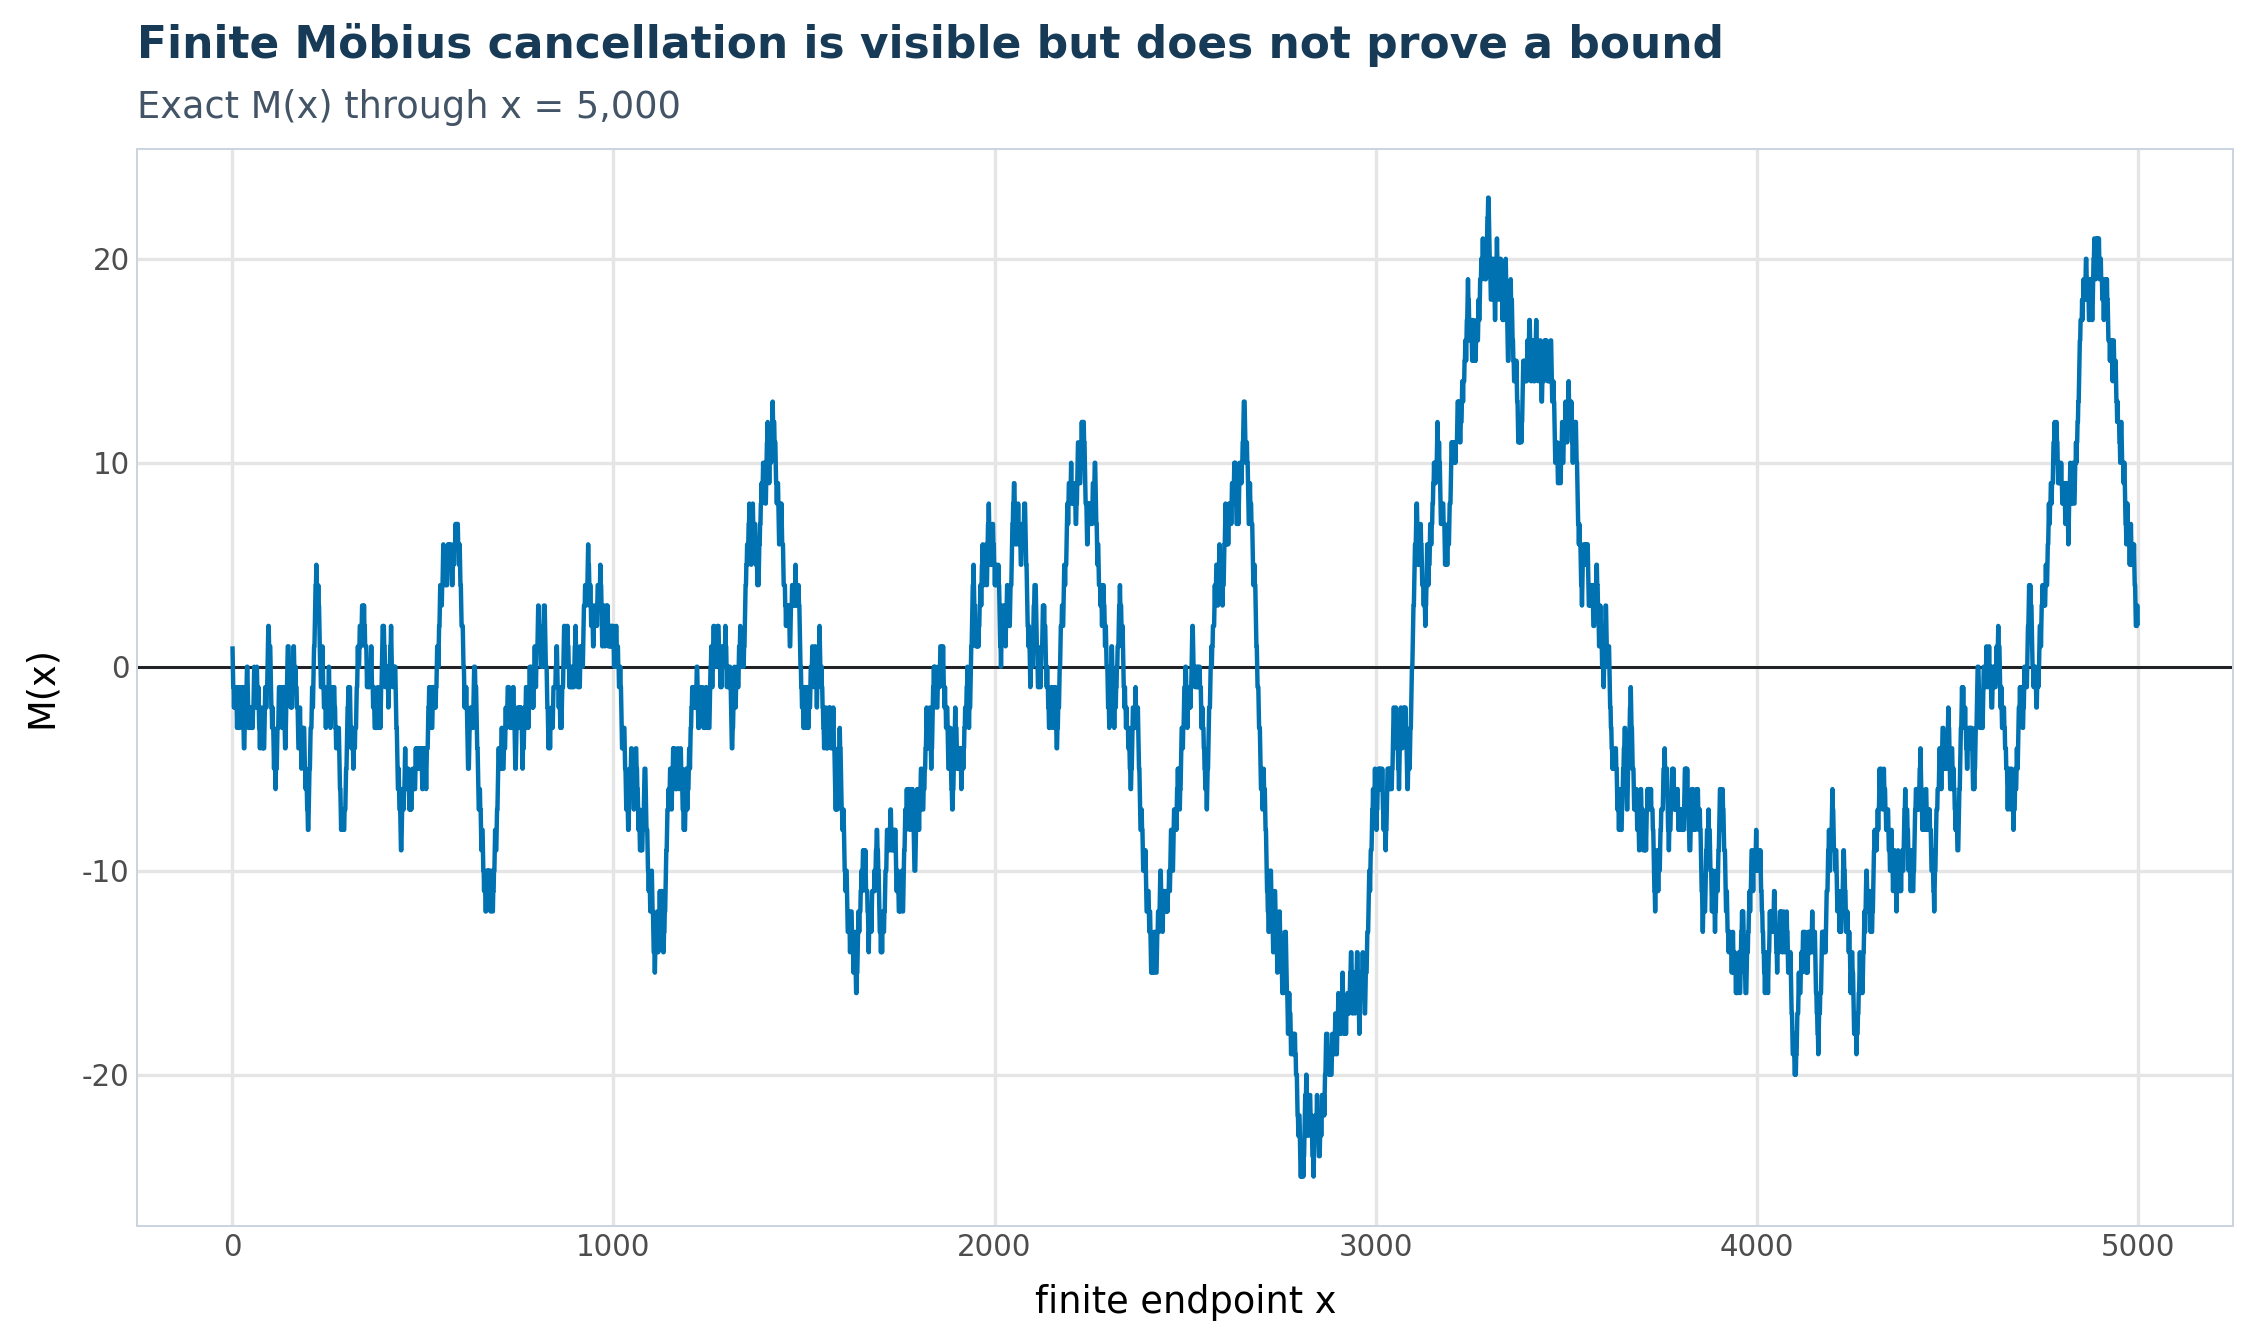 Finite Möbius cancellation is visible but does not prove a bound
Exact M(x) through x = 5,000
M(x)
20
10
0
-10
-20
0 1000 2000 3000 4000 5000
finite endpoint x